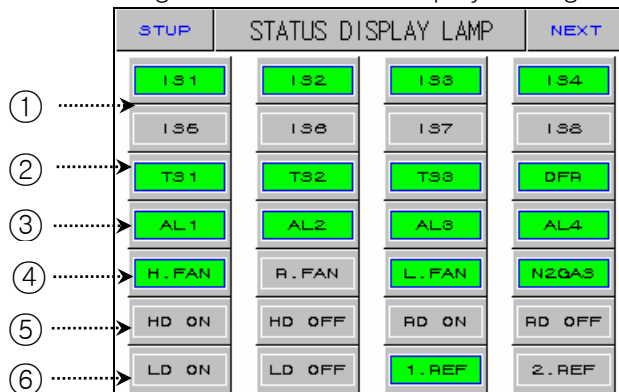 STUP STATUS DISPLAY LAMP NEXT
IS1 IS2 IS3 IS4
①
IS5 IS6 IS7 IS8
②
TS1 TS2 TS3 DFR
③ AL1 AL2 AL3 AL4
④ H.FAN R.FAN L.FAN N2GAS
⑤ HD ON HD OFF RD ON RD OFF
⑥ LD ON LD OFF 1.REF 2.REF